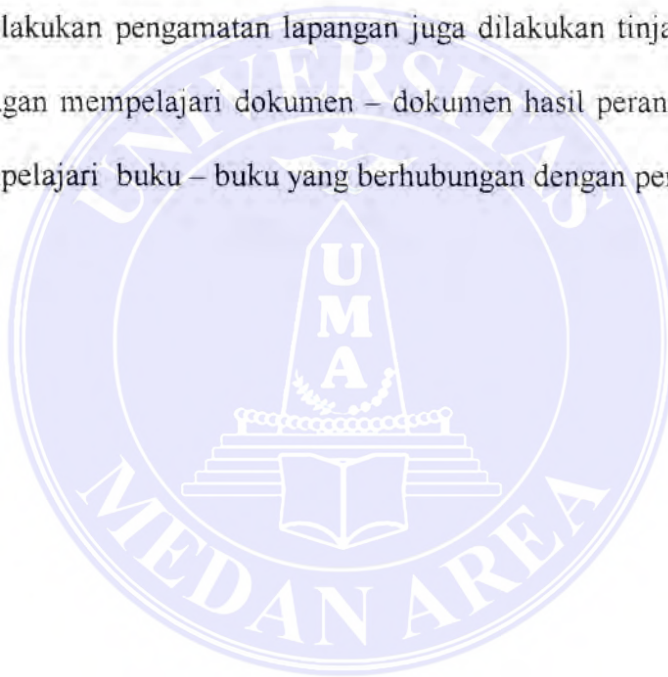 lakukan pengamatan lapangan juga dilakukan tinja
gan mempelajari dokumen – dokumen hasil peran
pelajari buku – buku yang berhubungan dengan per
UNIVERSITAS
UMA
MEDAN AREA